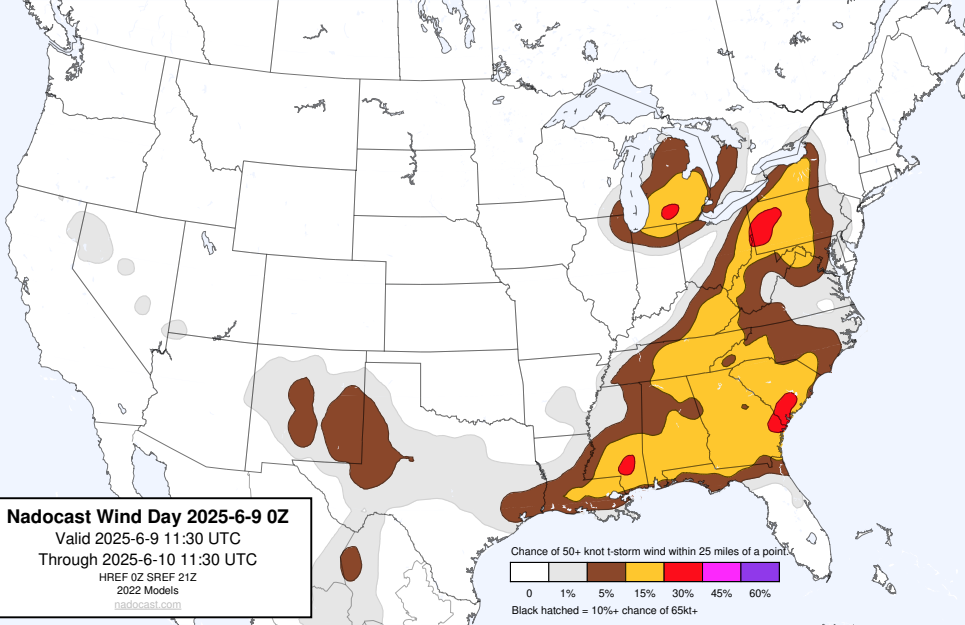 Nadocast Wind Day 2025-6-9 0Z
Valid 2025-6-9 11:30 UTC
Through 2025-6-10 11:30 UTC
HREF 0Z SREF 21Z
2022 Models
nadocast.com
Chance of 50+ knot t-storm wind within 25 miles of a point.
0 1% 5% 15% 30% 45% 60%
Black hatched = 10%+ chance of 65kt+